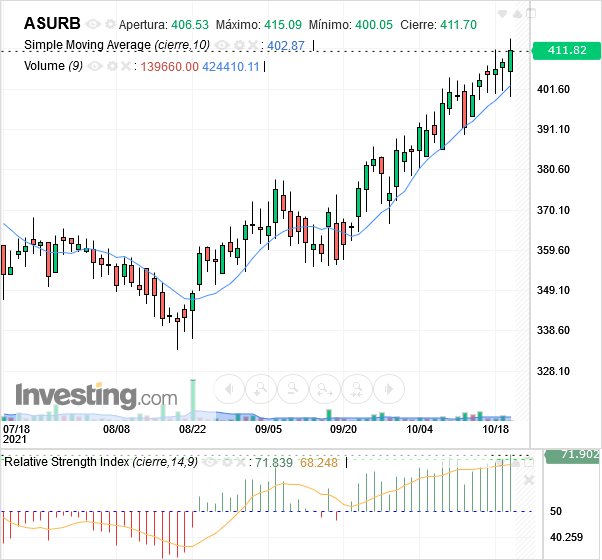 ASURB Apertura: 406.53 Máximo: 415.09 Mínimo: 400.05 Cierre: 411.70
Simple Moving Average (cierre,10) : 402.87
Volume (9) : 139660.00 424410.11
411.82
401.60
391.10
380.60
370.10
359.60
349.10
338.60
328.10
Investing.com
07/18 08/08 08/22 09/05 09/20 10/04 10/18
2021
Relative Strength Index (cierre,14,9) : 71.839 68.248
71.902
50
40.259